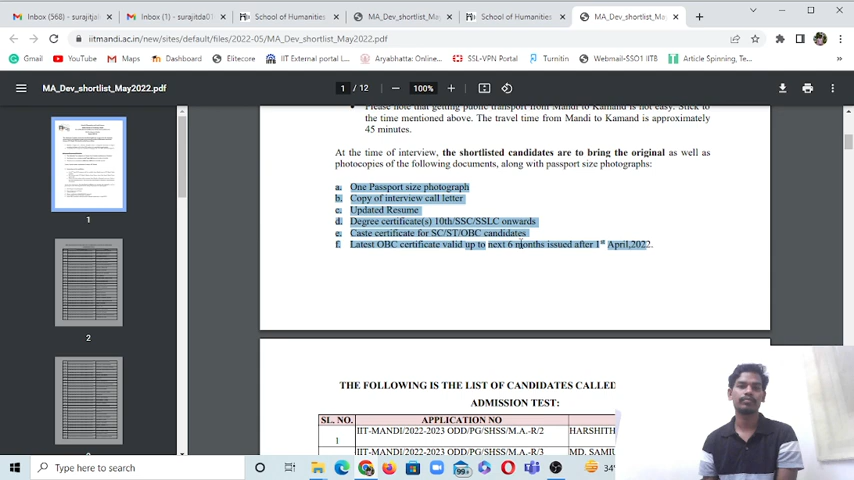 Inbox (568) - surajitjal
Inbox (1) - surajitda01
School of Humanities
MA_Dev_shortlist_May2022.
School of Humanities
MA_Dev_shortlist_May2022.
iitmandi.ac.in/new/sites/default/files/2022-05/MA_Dev_shortlist_May2022.pdf
Gmail
YouTube
Maps
Dashboard
Elitecore
IIT External portal I...
Aryabhatta: Onlin...
SSL-VPN Portal
Turnitin
Webmail-SSO1 IITB
Article Spinning, Te...
MA_Dev_shortlist_May2022.pdf
1 / 12
100%
Please note that getting public transport from Mandi to Kamand is not easy. Stick to
the time mentioned above. The travel time from Mandi to Kamand is approximately
45 minutes.
At the time of interview, the shortlisted candidates are to bring the original as well as
photocopies of the following documents, along with passport size photographs:
a. One Passport size photograph
b. Copy of interview call letter
c. Updated Resume
d. Degree certificate(s) 10th/SSC/SSLC onwards
e. Caste certificate for SC/ST/OBC candidates
f. Latest OBC certificate valid up to next 6 months issued after 1st April,2022.
1
2
THE FOLLOWING IS THE LIST OF CANDIDATES CALLED
ADMISSION TEST:
SL. NO. APPLICATION NO
1 IIT-MANDI/2022-2023 ODD/PG/SHSS/M.A.-R/2 HARSHITH
IIT-MANDI/2022-2023 ODD/PG/SHSS/M.A.-R/3 MD. SAMIU
Type here to search
99+
34°